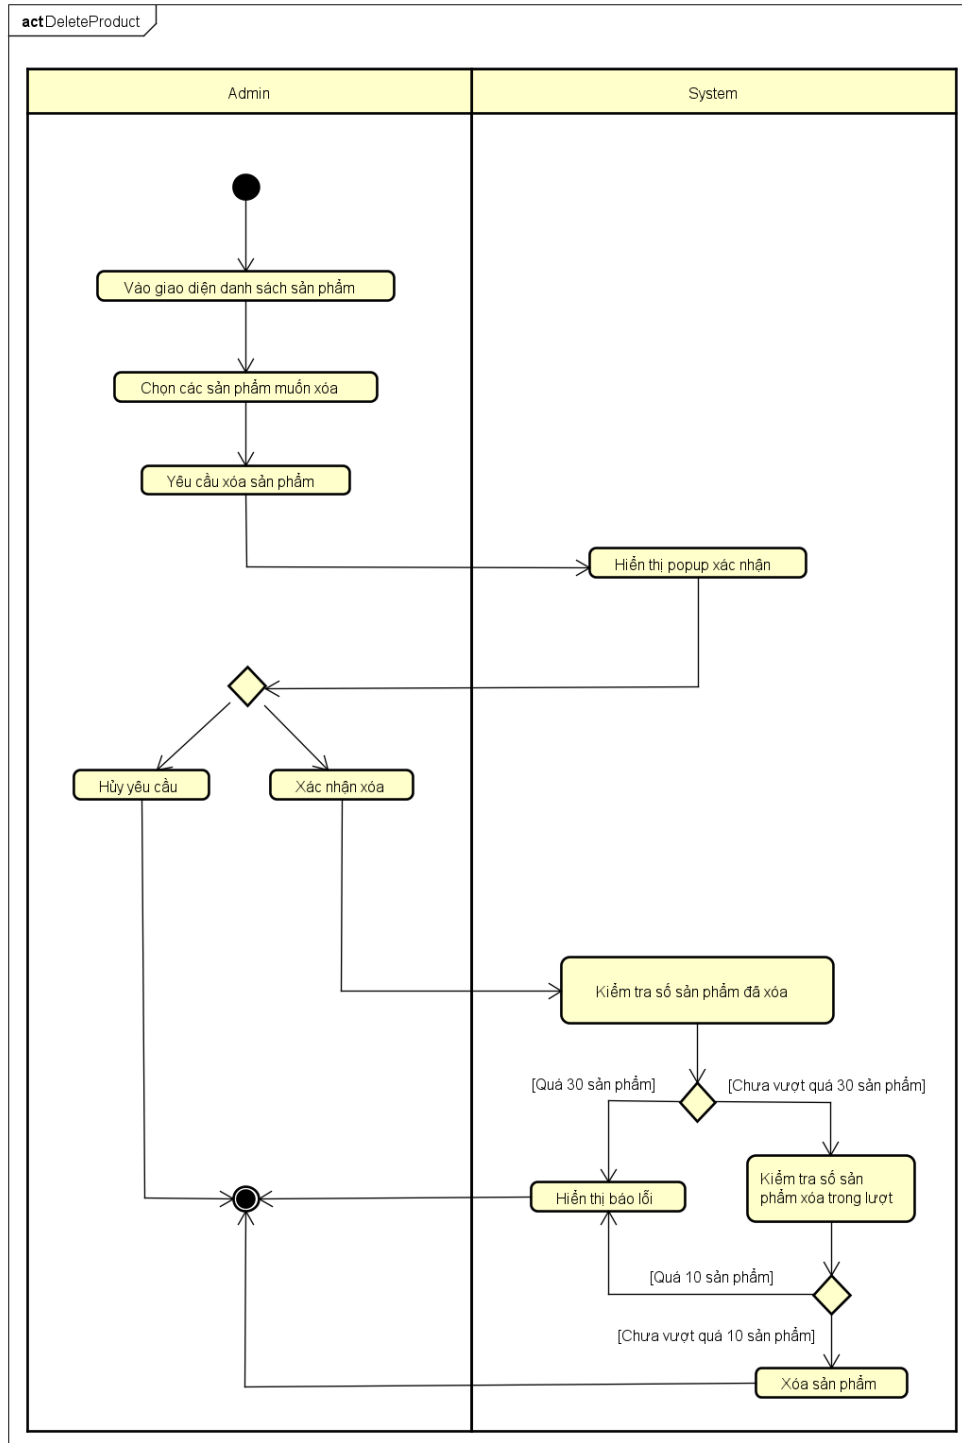 act DeleteProduct
Admin
System
Vào giao diện danh sách sản phẩm
Chọn các sản phẩm muốn xóa
Yêu cầu xóa sản phẩm
Hiển thị popup xác nhận
Hủy yêu cầu
Xác nhận xóa
Kiểm tra số sản phẩm đã xóa
[Quá 30 sản phẩm]
[Chưa vượt quá 30 sản phẩm]
Kiểm tra số sản
phẩm xóa trong lượt
Hiển thị báo lỗi
[Quá 10 sản phẩm]
[Chưa vượt quá 10 sản phẩm]
Xóa sản phẩm